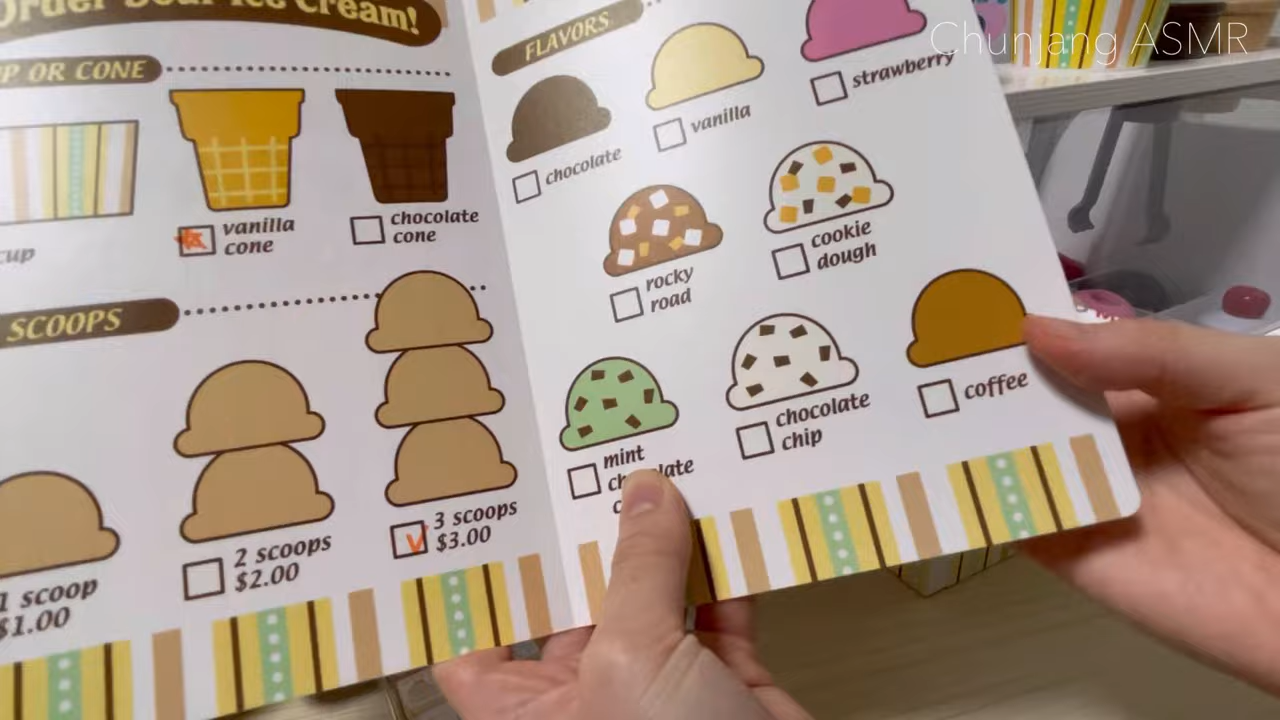 Order Your Ice Cream!
CUP OR CONE
cup
vanilla
cone
chocolate
cone
SCOOPS
1 scoop
$1.00
2 scoops
$2.00
3 scoops
$3.00
FLAVORS
chocolate
vanilla
strawberry
rocky
road
cookie
dough
mint
chocolate
chocolate
chip
coffee
Chunjang ASMR